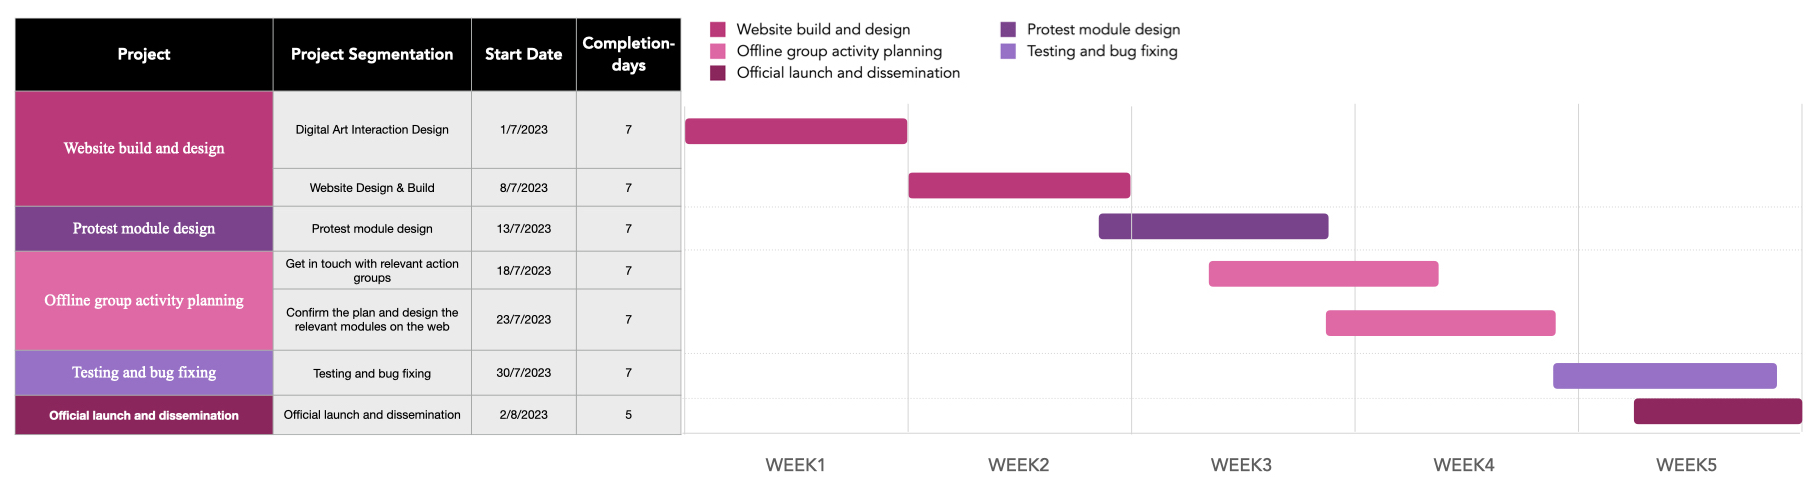 Project Project Segmentation Start Date Completion-
days
Website build and design
Digital Art Interaction Design 1/7/2023 7
Website Design & Build 8/7/2023 7
Protest module design Protest module design 13/7/2023 7
Offline group activity planning
Get in touch with relevant action
groups 18/7/2023 7
Confirm the plan and design the
relevant modules on the web 23/7/2023 7
Testing and bug fixing Testing and bug fixing 30/7/2023 7
Official launch and dissemination Official launch and dissemination 2/8/2023 5
Website build and design
Offline group activity planning
Official launch and dissemination
Protest module design
Testing and bug fixing
WEEK1 WEEK2 WEEK3 WEEK4 WEEK5